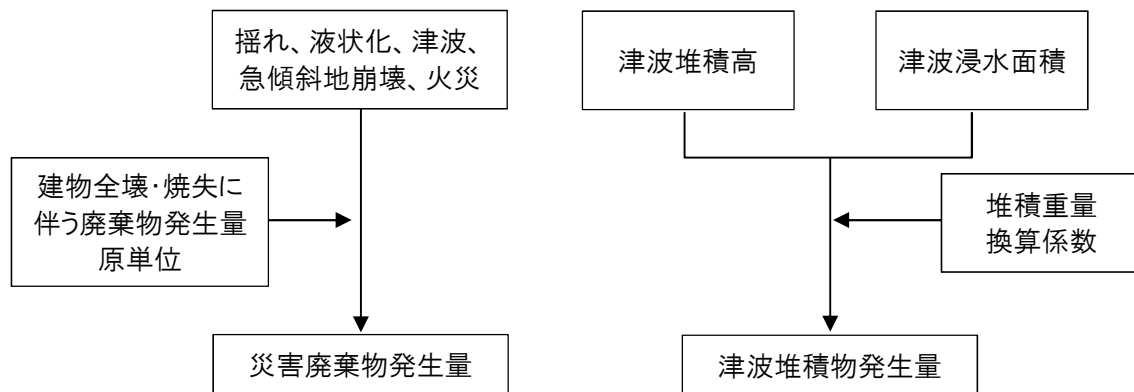 揺れ、液状化、津波、
急傾斜地崩壊、火災
建物全壊・焼失に
伴う廃棄物発生量
原単位
災害廃棄物発生量
津波堆積高
津波浸水面積
堆積重量
換算係数
津波堆積物発生量